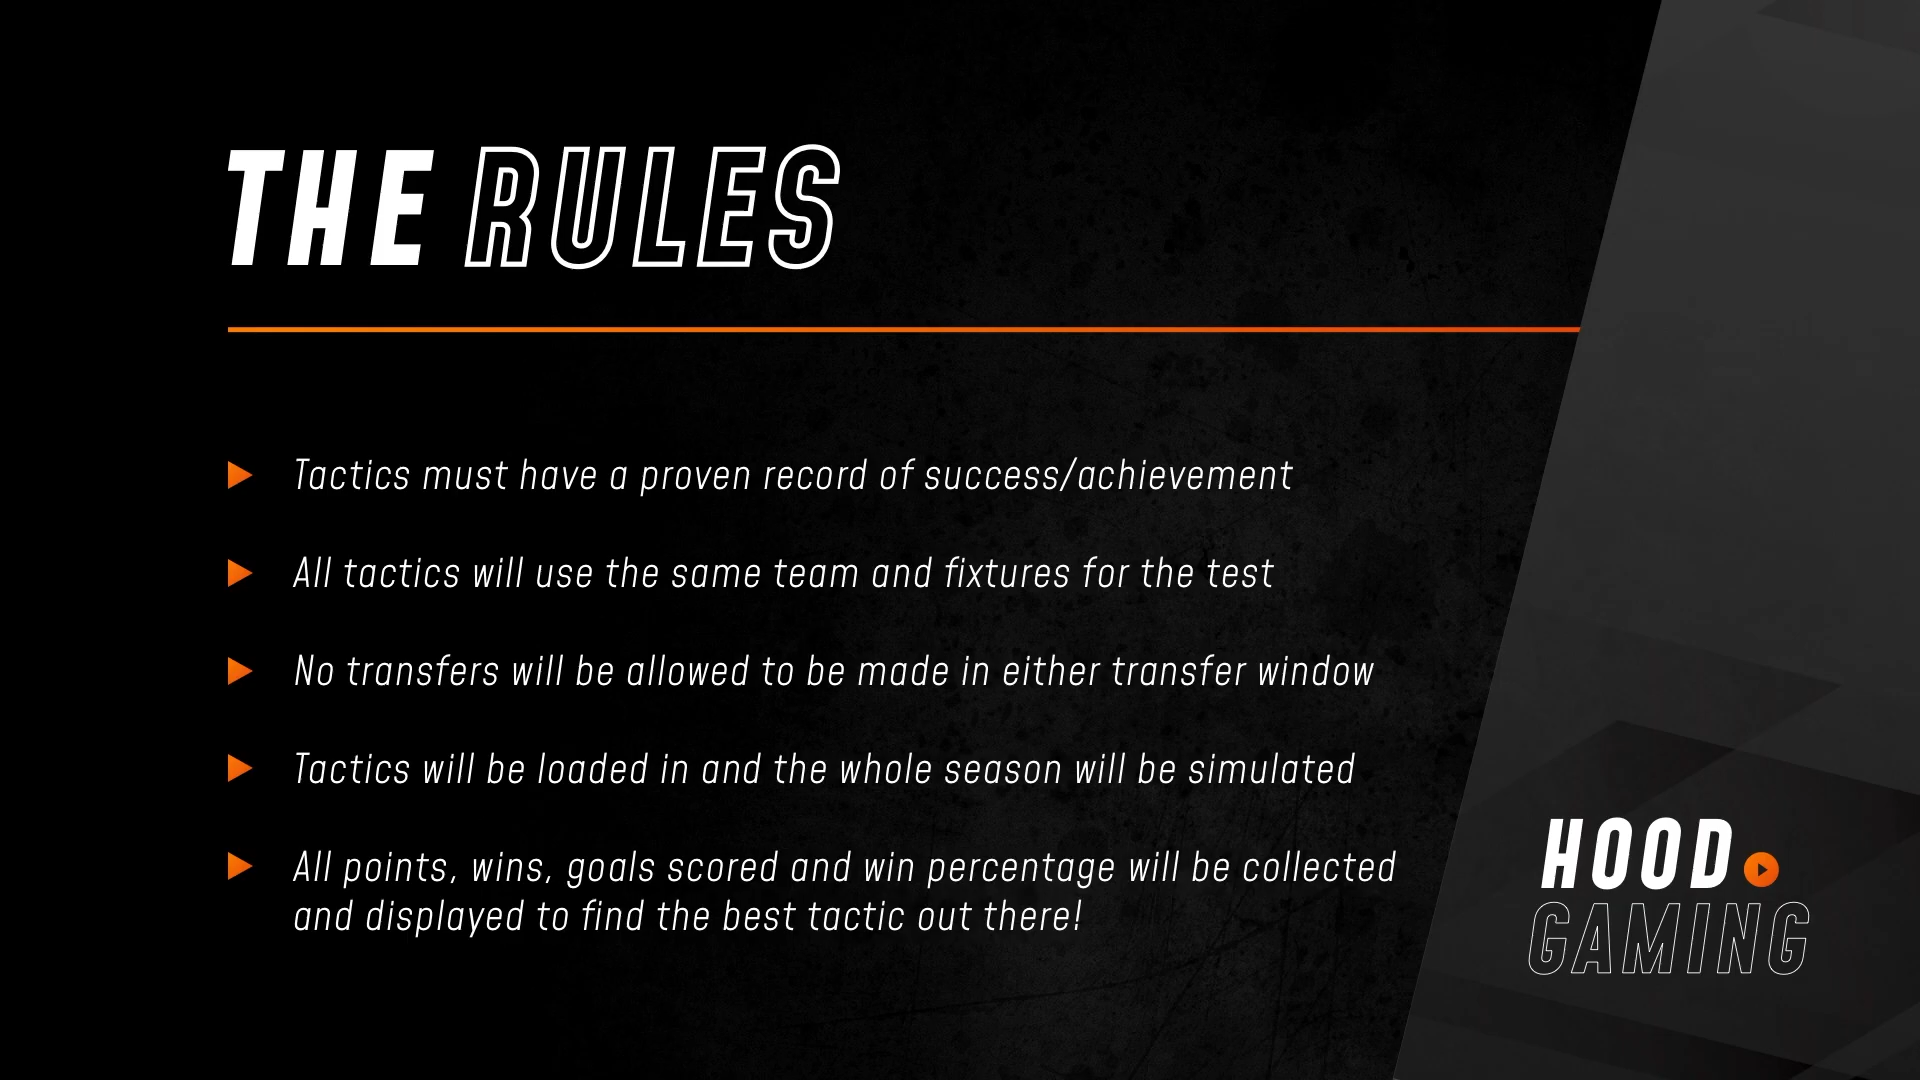 THE RULES
Tactics must have a proven record of success/achievement
All tactics will use the same team and fixtures for the test
No transfers will be allowed to be made in either transfer window
Tactics will be loaded in and the whole season will be simulated
All points, wins, goals scored and win percentage will be collected
and displayed to find the best tactic out there!
HOOD
GAMING